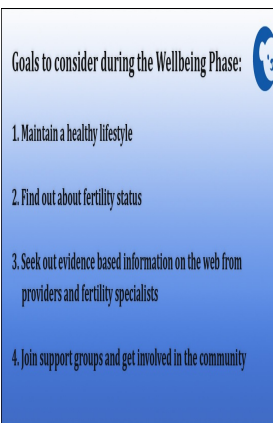 Goals to consider during the Wellbeing Phase:
1. Maintain a healthy lifestyle
2. Find out about fertility status
3. Seek out evidence based information on the web from
providers and fertility specialists
4. Join support groups and get involved in the community